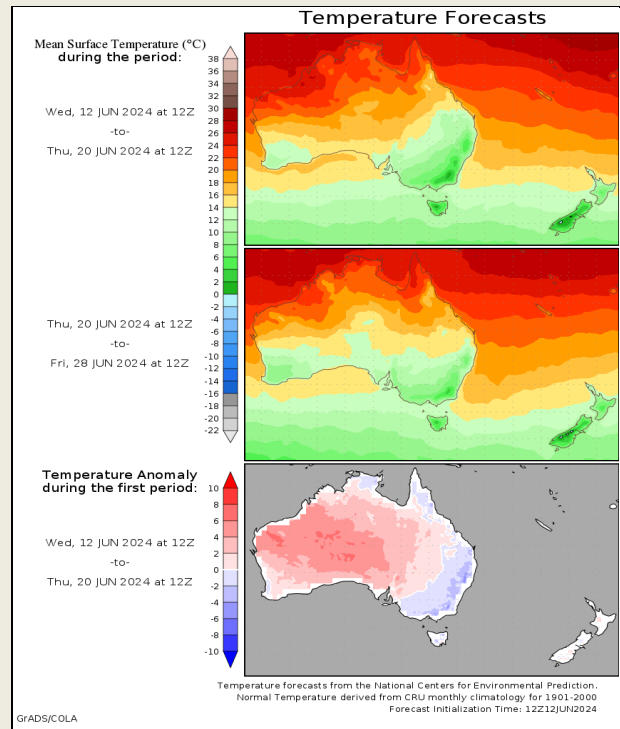 Temperature Forecasts
Mean Surface Temperature (°C)
during the period:
Wed, 12 JUN 2024 at 12Z
-to-
Thu, 20 JUN 2024 at 12Z
38
36
34
32
30
28
26
24
22
20
18
16
14
12
10
8
6
4
2
0
-2
-4
-6
-8
-10
-12
-14
-16
-18
-20
-22
Thu, 20 JUN 2024 at 12Z
-to-
Fri, 28 JUN 2024 at 12Z
Temperature Anomaly
during the first period:
Wed, 12 JUN 2024 at 12Z
-to-
Thu, 20 JUN 2024 at 12Z
10
8
6
4
2
0
-2
-4
-6
-8
-10
Temperature forecasts from the National Centers for Environmental Prediction.
Normal Temperature derived from CRU monthly climatology for 1901-2000
Forecast Initialization Time: 12Z12JUN2024
GrADS/COLA